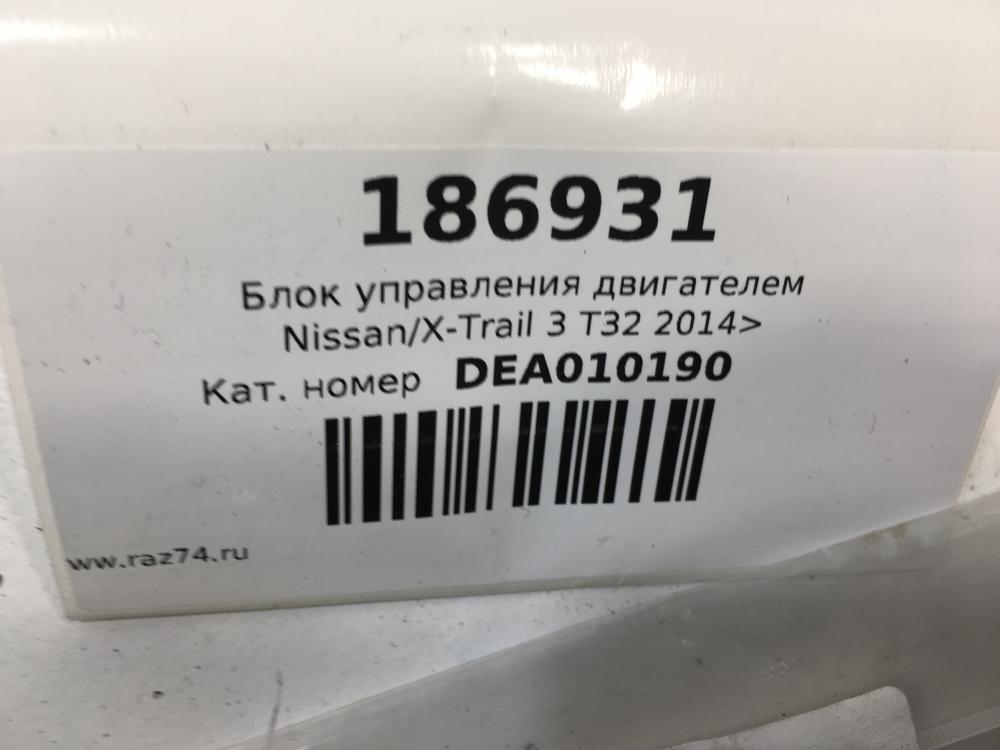 186931
Блок управления двигателем
Nissan/X-Trail 3 T32 2014>
Кат. номер DEA010190
www.raz74.ru